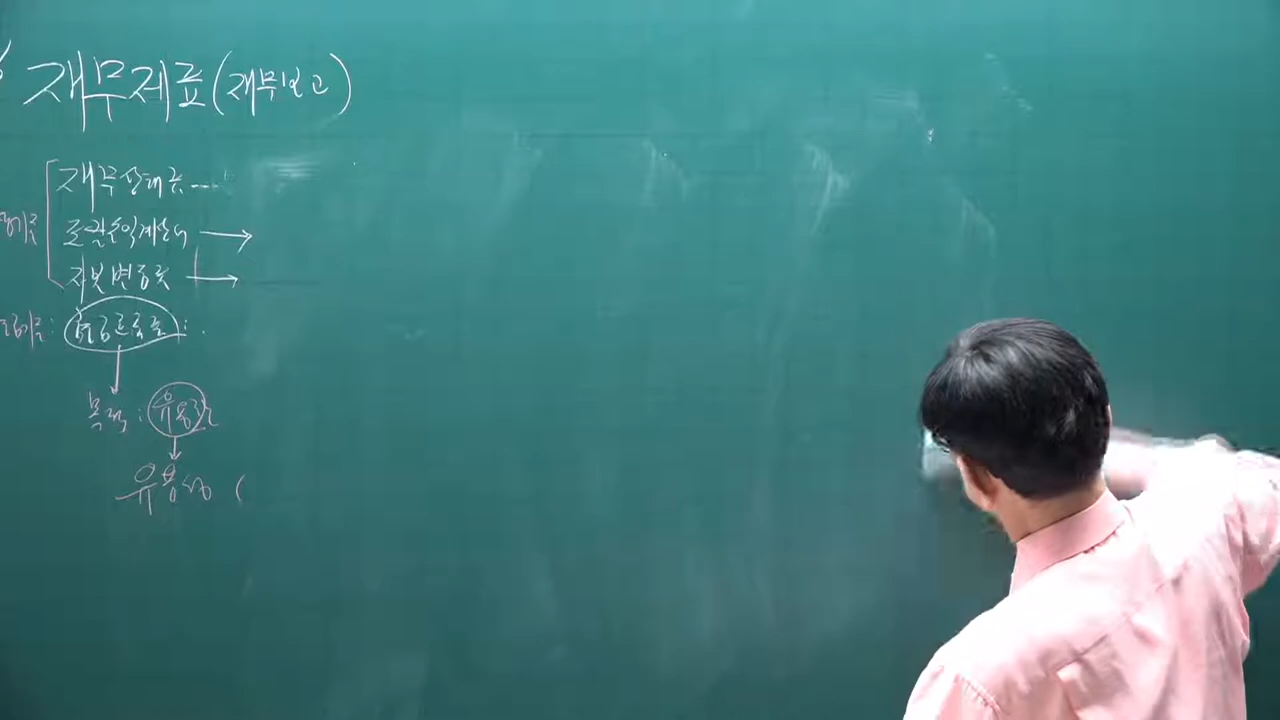 재무제표(재무보고)
재무상태표
포괄손익계산서 →
자본변동표 →
현금흐름표:
목적: 유용한
유용성 (